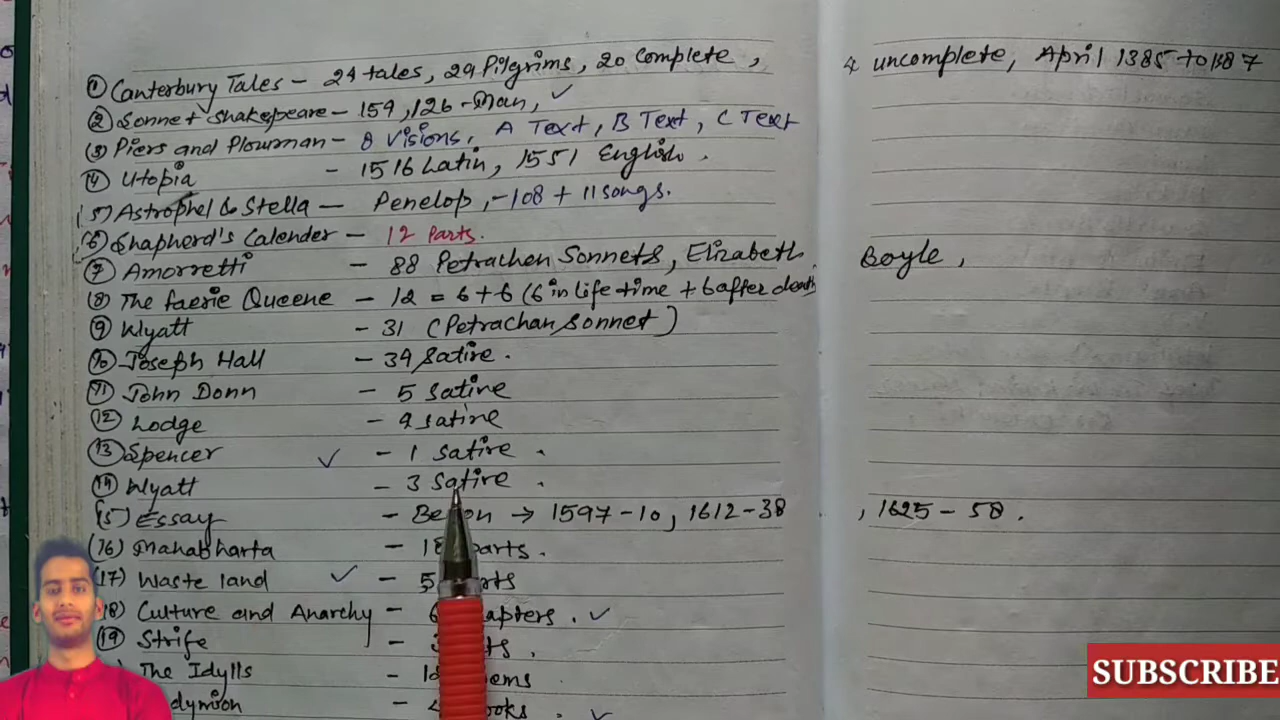 ① Canterbury Tales - 24 tales, 29 Pilgrims, 20 Complete, 4 uncomplete, April 1385 to 1387
② Sonnet Shakespeare - 154, 126 - Man, ✓
(3) Piers and Plowman - 8 Visions, A Text, B Text, C Text
④ Utopia - 1516 Latin, 1551 English.
(5) Astrophel & Stella - Penelop, -108 + 11 songs.
(6) Shapherd's Calender - 12 Parts.
⑦ Amorretti - 88 Petrachen Sonnets, Elizabeth Boyle,
(8) The faerie Queene - 12 = 6+6 (6 in life time + 6 after death
⑨ Wyatt - 31 (Petrachan Sonnet)
⑩ Joseph Hall - 34 Satire.
⑪ John Donn - 5 Satire
⑫ Lodge - 4 satire
⑬ Spencer ✓ - 1 Satire.
⑭ Wyatt - 3 Satire.
(15) Essay - → 1597-10, 1612-38, 1625-58.
(16) Mahabharta - parts.
(17) Waste land ✓ - 5
(18) Culture and Anarchy - 6 ✓
(19) Strife -
The Idylls -
SUBSCRIBE